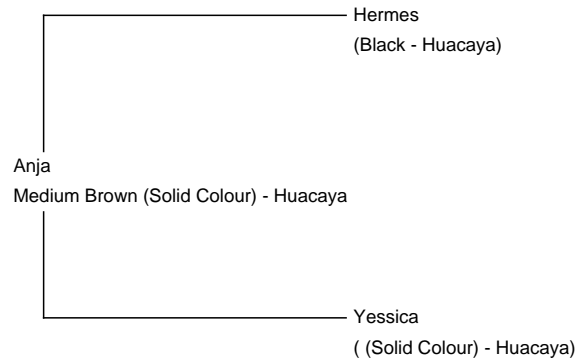 Hermes
(Black - Huacaya)
Anja
Medium Brown (Solid Colour) - Huacaya
Yessica
( (Solid Colour) - Huacaya)